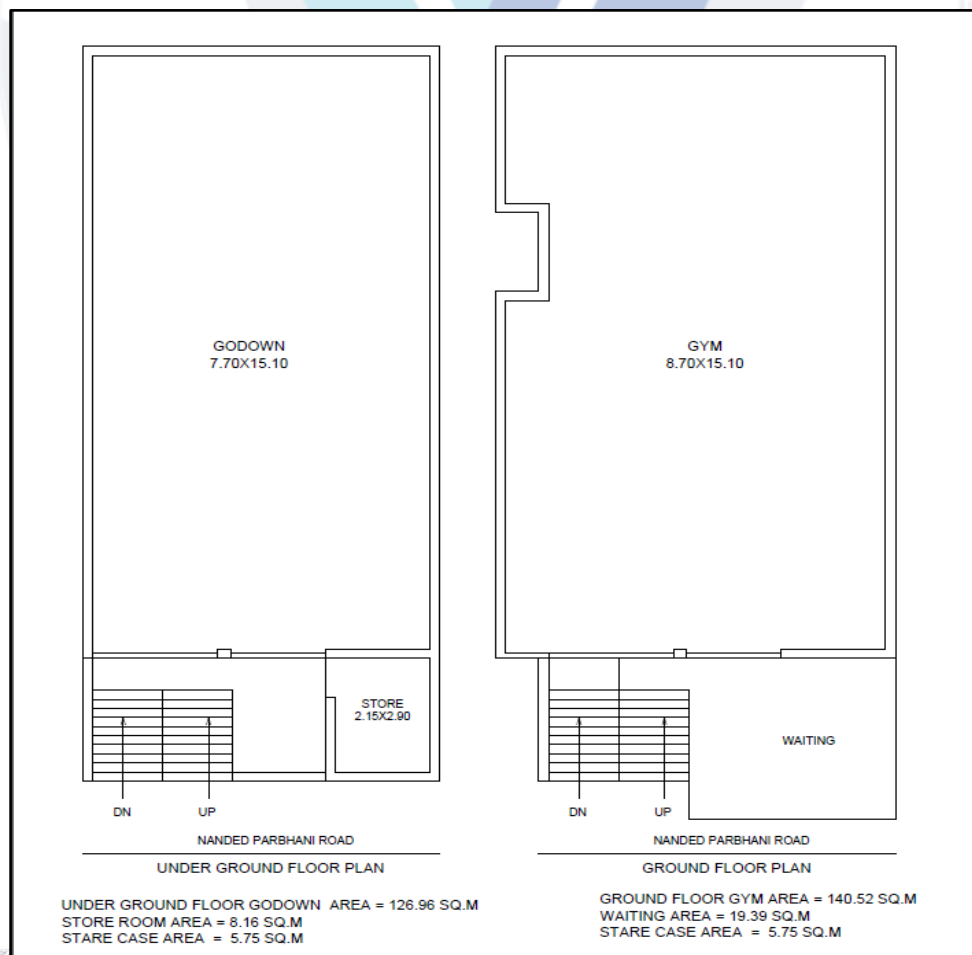 GODOWN
7.70X15.10
STORE
2.15X2.90
DN
UP
NANDED PARBHANI ROAD
UNDER GROUND FLOOR PLAN
UNDER GROUND FLOOR GODOWN AREA = 126.96 SQ.M
STORE ROOM AREA = 8.16 SQ.M
STARE CASE AREA = 5.75 SQ.M
GYM
8.70X15.10
WAITING
DN
UP
NANDED PARBHANI ROAD
GROUND FLOOR PLAN
GROUND FLOOR GYM AREA = 140.52 SQ.M
WAITING AREA = 19.39 SQ.M
STARE CASE AREA = 5.75 SQ.M